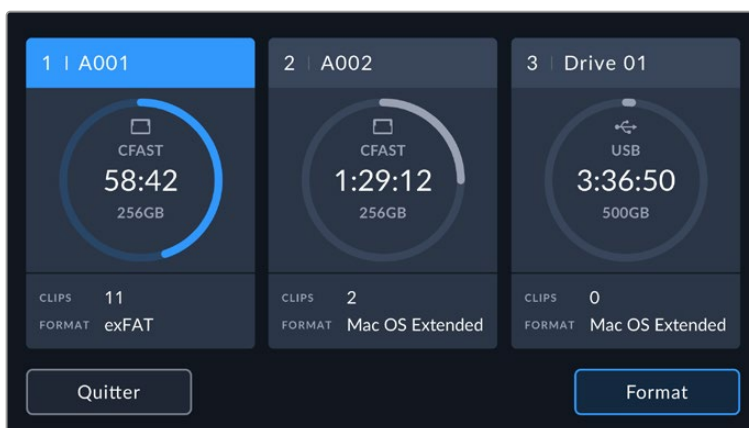 1 | A001
CFAST
58:42
256GB
CLIPS 11
FORMAT exFAT
2 | A002
CFAST
1:29:12
256GB
CLIPS 2
FORMAT Mac OS Extended
3 | Drive 01
USB
3:36:50
500GB
CLIPS 0
FORMAT Mac OS Extended
Quitter
Format